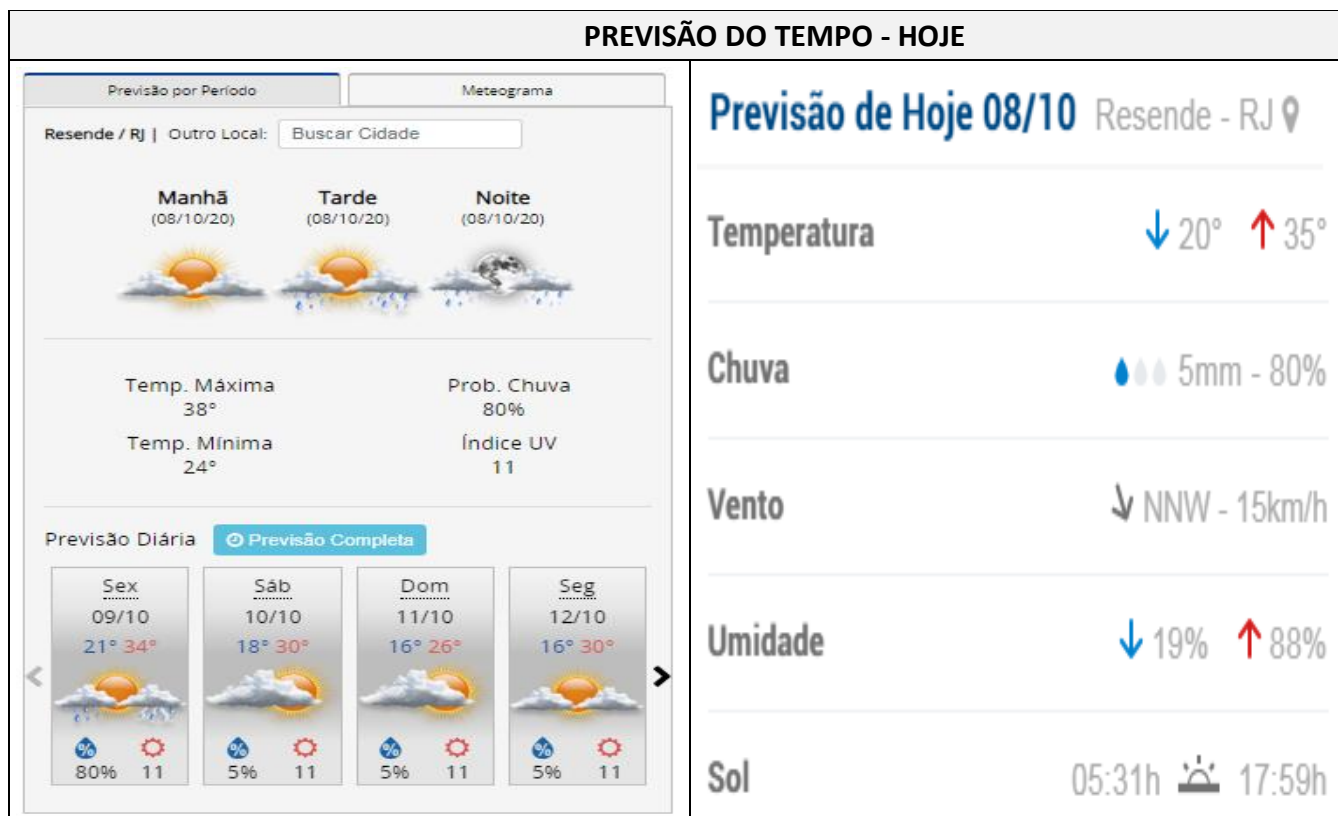 PREVISÃO DO TEMPO - HOJE
Previsão por Período
Meteograma
Resende / RJ | Outro Local: Buscar Cidade
Manhã Tarde Noite
(08/10/20) (08/10/20) (08/10/20)
Temp. Máxima Prob. Chuva
38° 80%
Temp. Mínima Índice UV
24° 11
Previsão Diária Previsão Completa
Sex Sáb Dom Seg
09/10 10/10 11/10 12/10
21° 34° 18° 30° 16° 26° 16° 30°
% % % %
80% 11 5% 11 5% 11 5% 11
Previsão de Hoje 08/10 Resende - RJ
Temperatura 20° 35°
Chuva 5mm - 80%
Vento NNW - 15km/h
Umidade 19% 88%
Sol 05:31h 17:59h